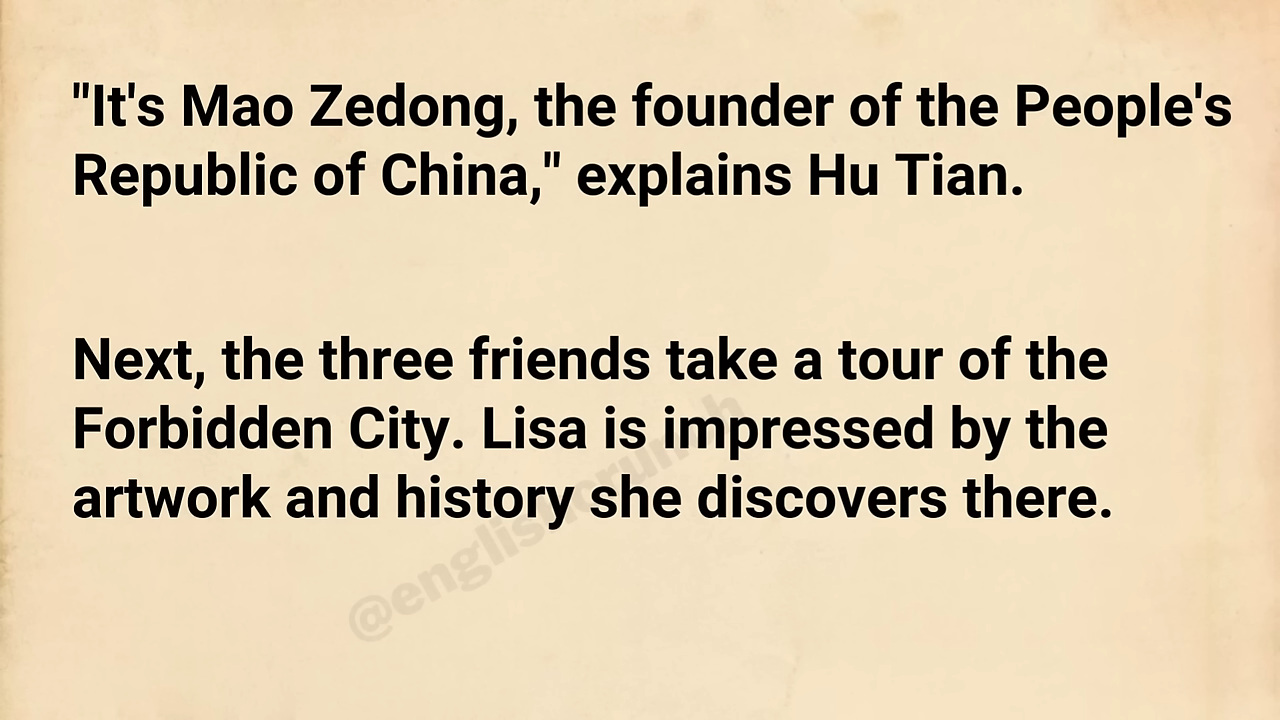 "It's Mao Zedong, the founder of the People's
Republic of China," explains Hu Tian.
Next, the three friends take a tour of the
Forbidden City. Lisa is impressed by the
artwork and history she discovers there.